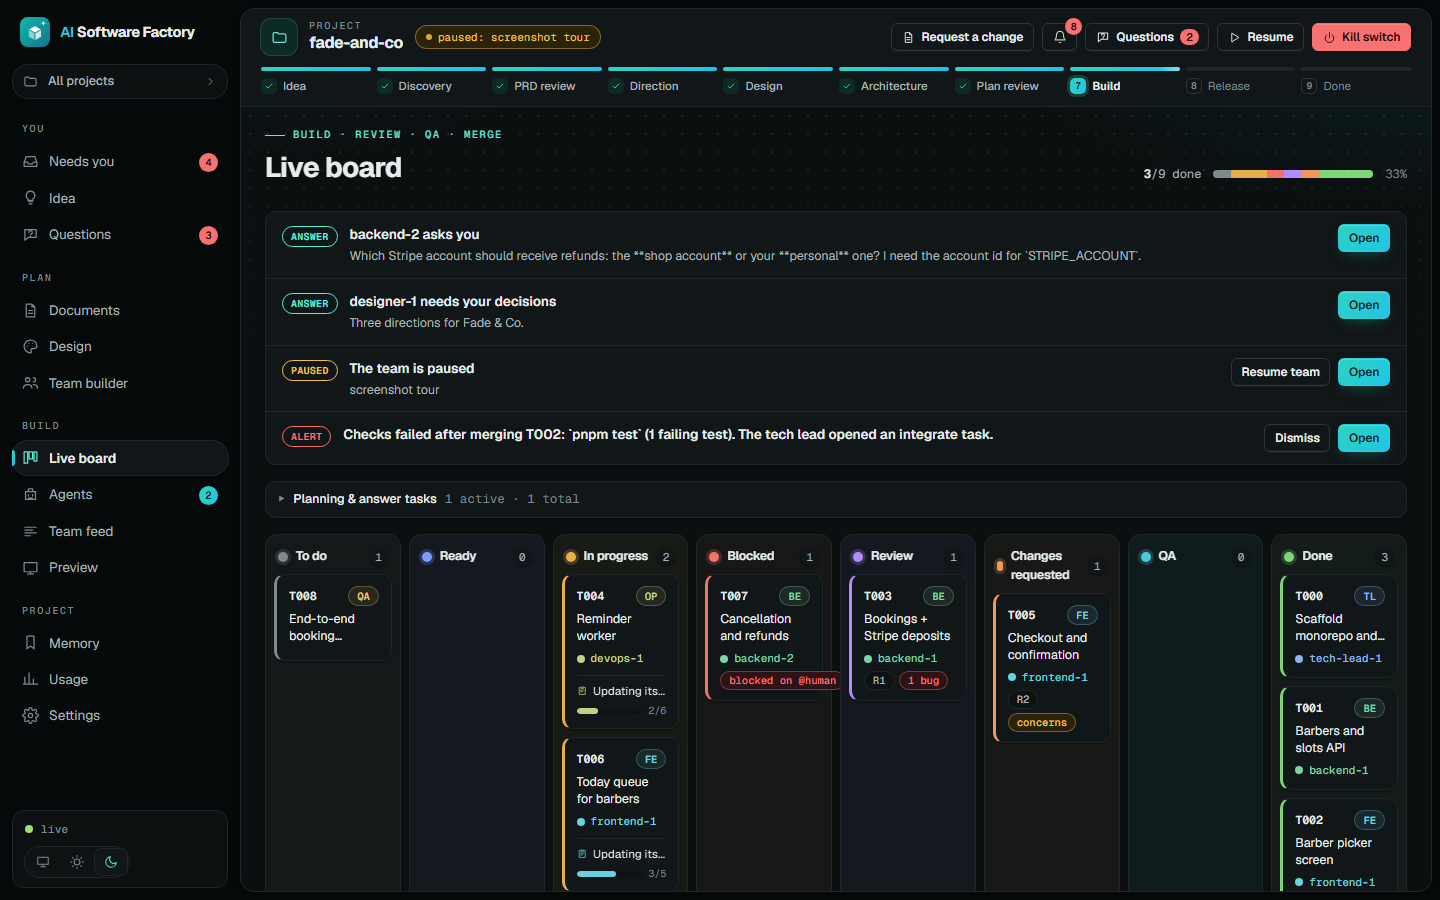 AI Software Factory
All projects
YOU
Needs you 4
Idea
Questions 3
PLAN
Documents
Design
Team builder
BUILD
Live board
Agents 2
Team feed
Preview
PROJECT
Memory
Usage
Settings
live
PROJECT
fade-and-co
paused: screenshot tour
Request a change
8
Questions 2
Resume
Kill switch
Idea
Discovery
PRD review
Direction
Design
Architecture
Plan review
7 Build
8 Release
9 Done
BUILD · REVIEW · QA · MERGE
Live board
3/9 done 33%
ANSWER backend-2 asks you
Which Stripe account should receive refunds: the **shop account** or your **personal** one? I need the account id for `STRIPE_ACCOUNT`.
Open
ANSWER designer-1 needs your decisions
Three directions for Fade & Co.
Open
PAUSED The team is paused
screenshot tour
Resume team Open
ALERT Checks failed after merging T002: `pnpm test` (1 failing test). The tech lead opened an integrate task.
Dismiss Open
Planning & answer tasks 1 active · 1 total
To do 1
T008 QA
End-to-end
booking...
Ready 0
In progress 2
T004 OP
Reminder
worker
devops-1
Updating its...
2/6
T006 FE
Today queue
for barbers
frontend-1
Updating its...
3/5
Blocked 1
T007 BE
Cancellation
and refunds
backend-2
blocked on @human
Review 1
T003 BE
Bookings +
Stripe deposits
backend-1
R1 1 bug
Changes
requested 1
T005 FE
Checkout and
confirmation
frontend-1
R2
concerns
QA 0
Done 3
T000 TL
Scaffold
monorepo and...
tech-lead-1
T001 BE
Barbers and
slots API
backend-1
T002 FE
Barber picker
screen
frontend-1